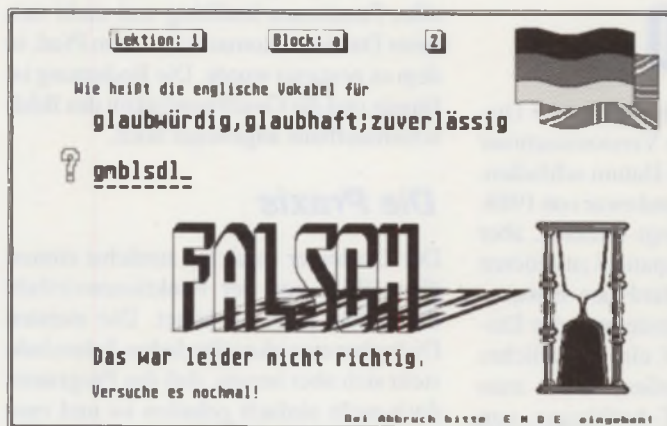 Lektion: 1 Block: a 2
Wie heißt die englische Vokabel für
glaubwürdig,glaubhaft;zuverlässig
? gmblsdl_
FALSCH
Das war leider nicht richtig.
Versuche es nochmal!
Bei Abbruch bitte E N D E eingeben!